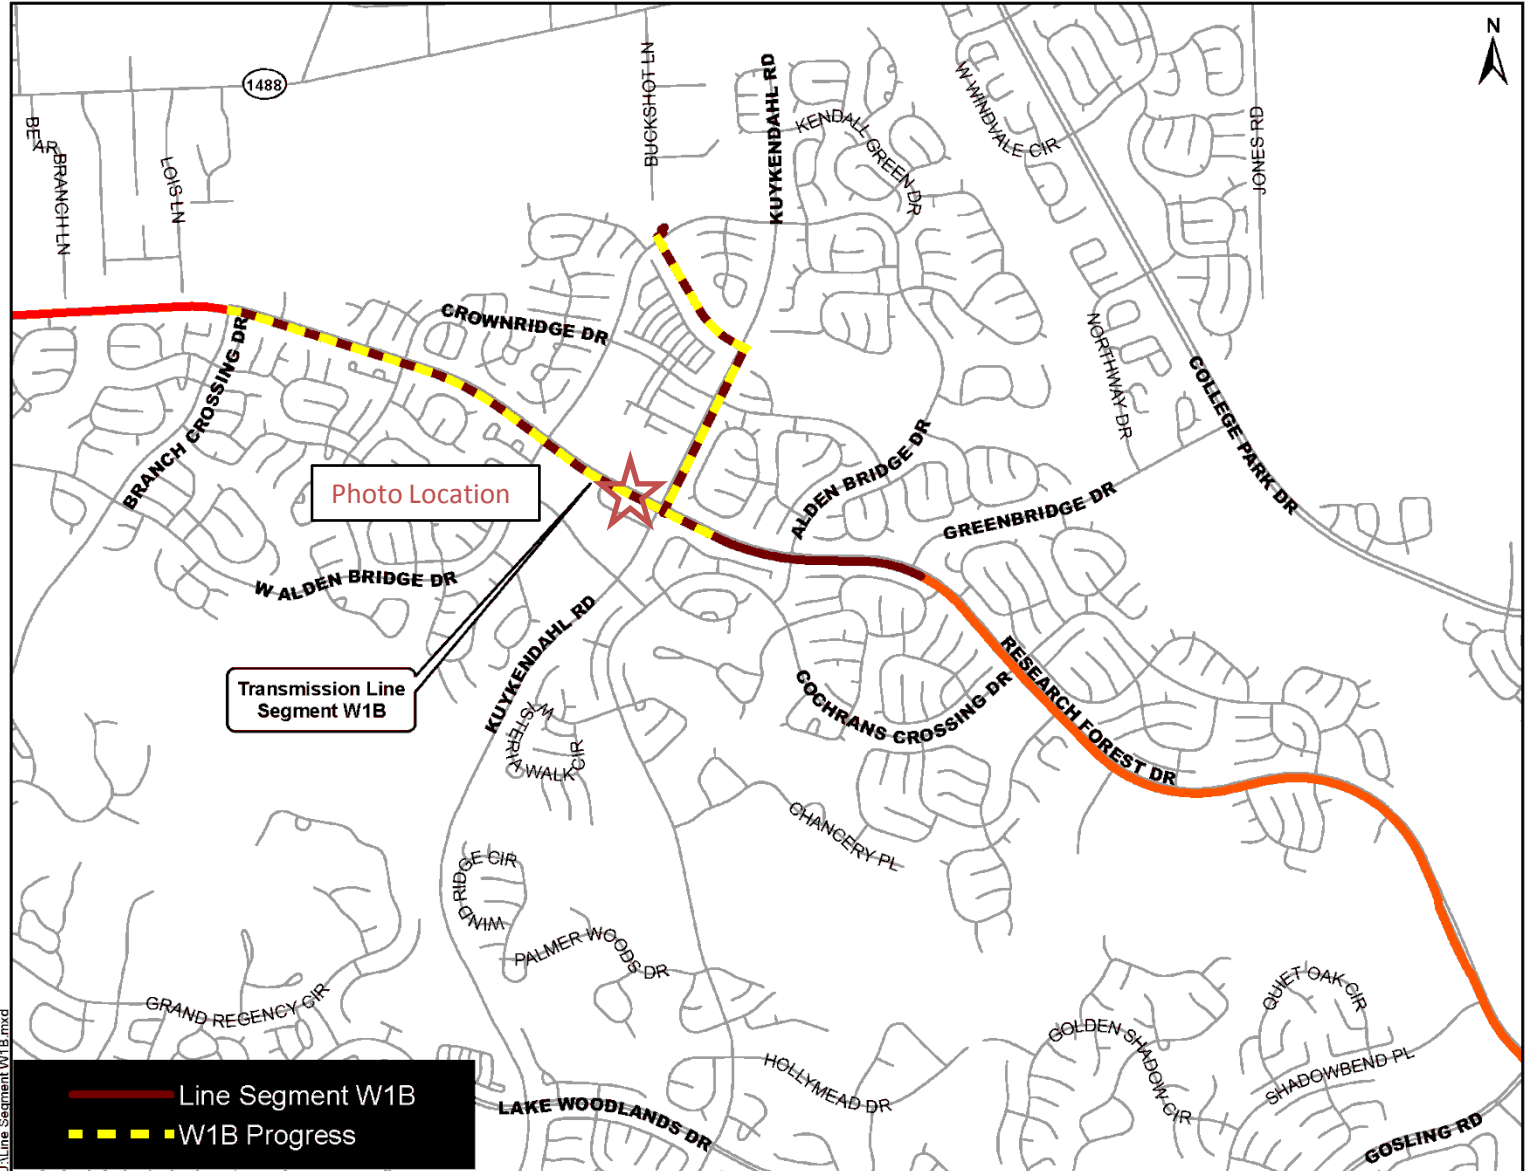 N
1488
BEAR BRANCH LN
LOIS LN
BUCKSHOT LN
KUYKENDAHL RD
KENDALL GREEN DR
W WINDVALE CIR
JONES RD
CROWNRIDGE DR
NORTHWAY DR
COLLEGE PARK DR
BRANCH CROSSING DR
Photo Location
ALDEN BRIDGE DR
GREENBRIDGE DR
W ALDEN BRIDGE DR
KUYKENDAHL RD
Transmission Line
Segment W1B
WISTERIA WALK CIR
COCHRANS CROSSING DR
RESEARCH FOREST DR
CHANCERY PL
WIND RIDGE CIR
PALMER WOODS DR
GRAND REGENCY CIR
QUIET OAK CIR
GOLDEN SHADOW CIR
SHADOWBEND PL
HOLLYMEAD DR
LAKE WOODLANDS DR
GOSLING RD
Line Segment W1B
W1B Progress
Line Segment W1B.mxd